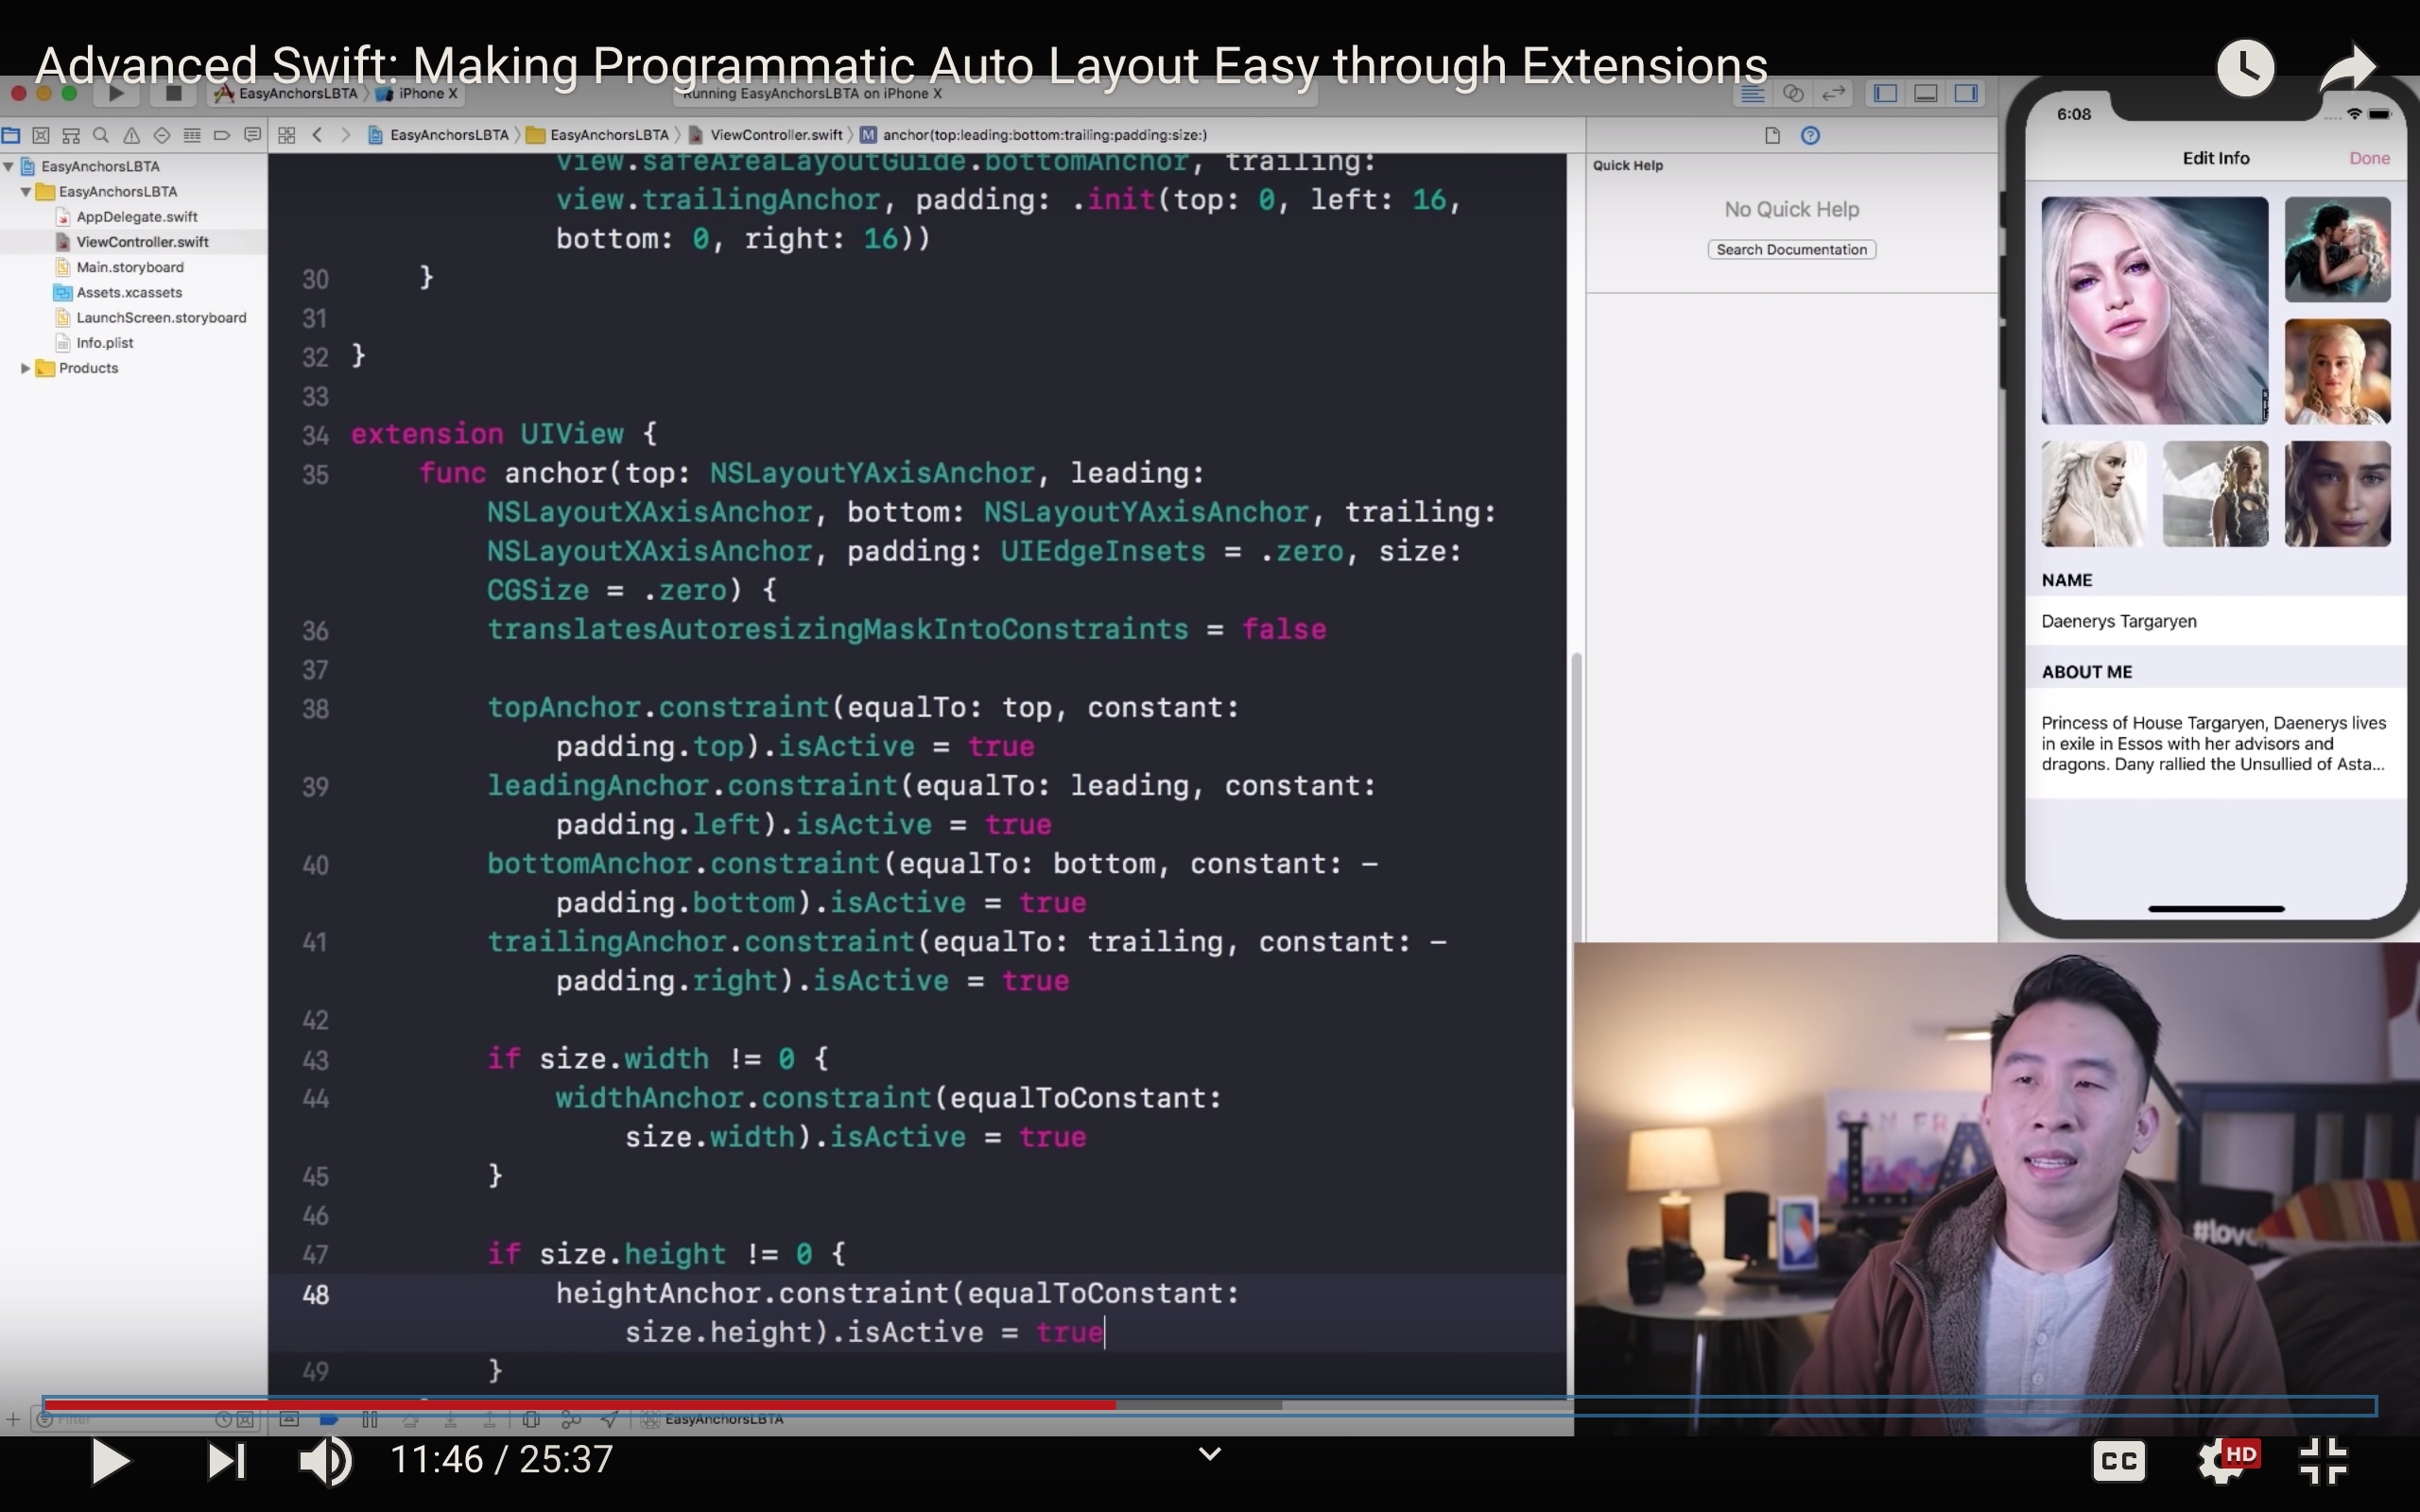 Advanced Swift: Making Programmatic Auto Layout Easy through Extensions
EasyAnchorsLBTA
iPhone X
Running EasyAnchorsLBTA on iPhone X
EasyAnchorsLBTA
EasyAnchorsLBTA
ViewController.swift
M
anchor(top:leading:bottom:trailing:padding:size:)
EasyAnchorsLBTA
EasyAnchorsLBTA
AppDelegate.swift
ViewController.swift
Main.storyboard
Assets.xcassets
LaunchScreen.storyboard
Info.plist
Products
view.safeAreaLayoutGuide.bottomAnchor, trailing:
view.trailingAnchor, padding: .init(top: 0, left: 16,
bottom: 0, right: 16))
30 }
31
32 }
33
34 extension UIView {
35 func anchor(top: NSLayoutYAxisAnchor, leading:
NSLayoutXAxisAnchor, bottom: NSLayoutYAxisAnchor, trailing:
NSLayoutXAxisAnchor, padding: UIEdgeInsets = .zero, size:
CGSize = .zero) {
36 translatesAutoresizingMaskIntoConstraints = false
37
38 topAnchor.constraint(equalTo: top, constant:
padding.top).isActive = true
39 leadingAnchor.constraint(equalTo: leading, constant:
padding.left).isActive = true
40 bottomAnchor.constraint(equalTo: bottom, constant: -
padding.bottom).isActive = true
41 trailingAnchor.constraint(equalTo: trailing, constant: -
padding.right).isActive = true
42
43 if size.width != 0 {
44 widthAnchor.constraint(equalToConstant:
size.width).isActive = true
45 }
46
47 if size.height != 0 {
48 heightAnchor.constraint(equalToConstant:
size.height).isActive = true
49 }
Quick Help
No Quick Help
Search Documentation
6:08
Edit Info
Done
NAME
Daenerys Targaryen
ABOUT ME
Princess of House Targaryen, Daenerys lives
in exile in Essos with her advisors and
dragons. Dany rallied the Unsullied of Asta...
SAN FRA
LA
#love
Filter
EasyAnchorsLBTA
11:46 / 25:37
CC
HD